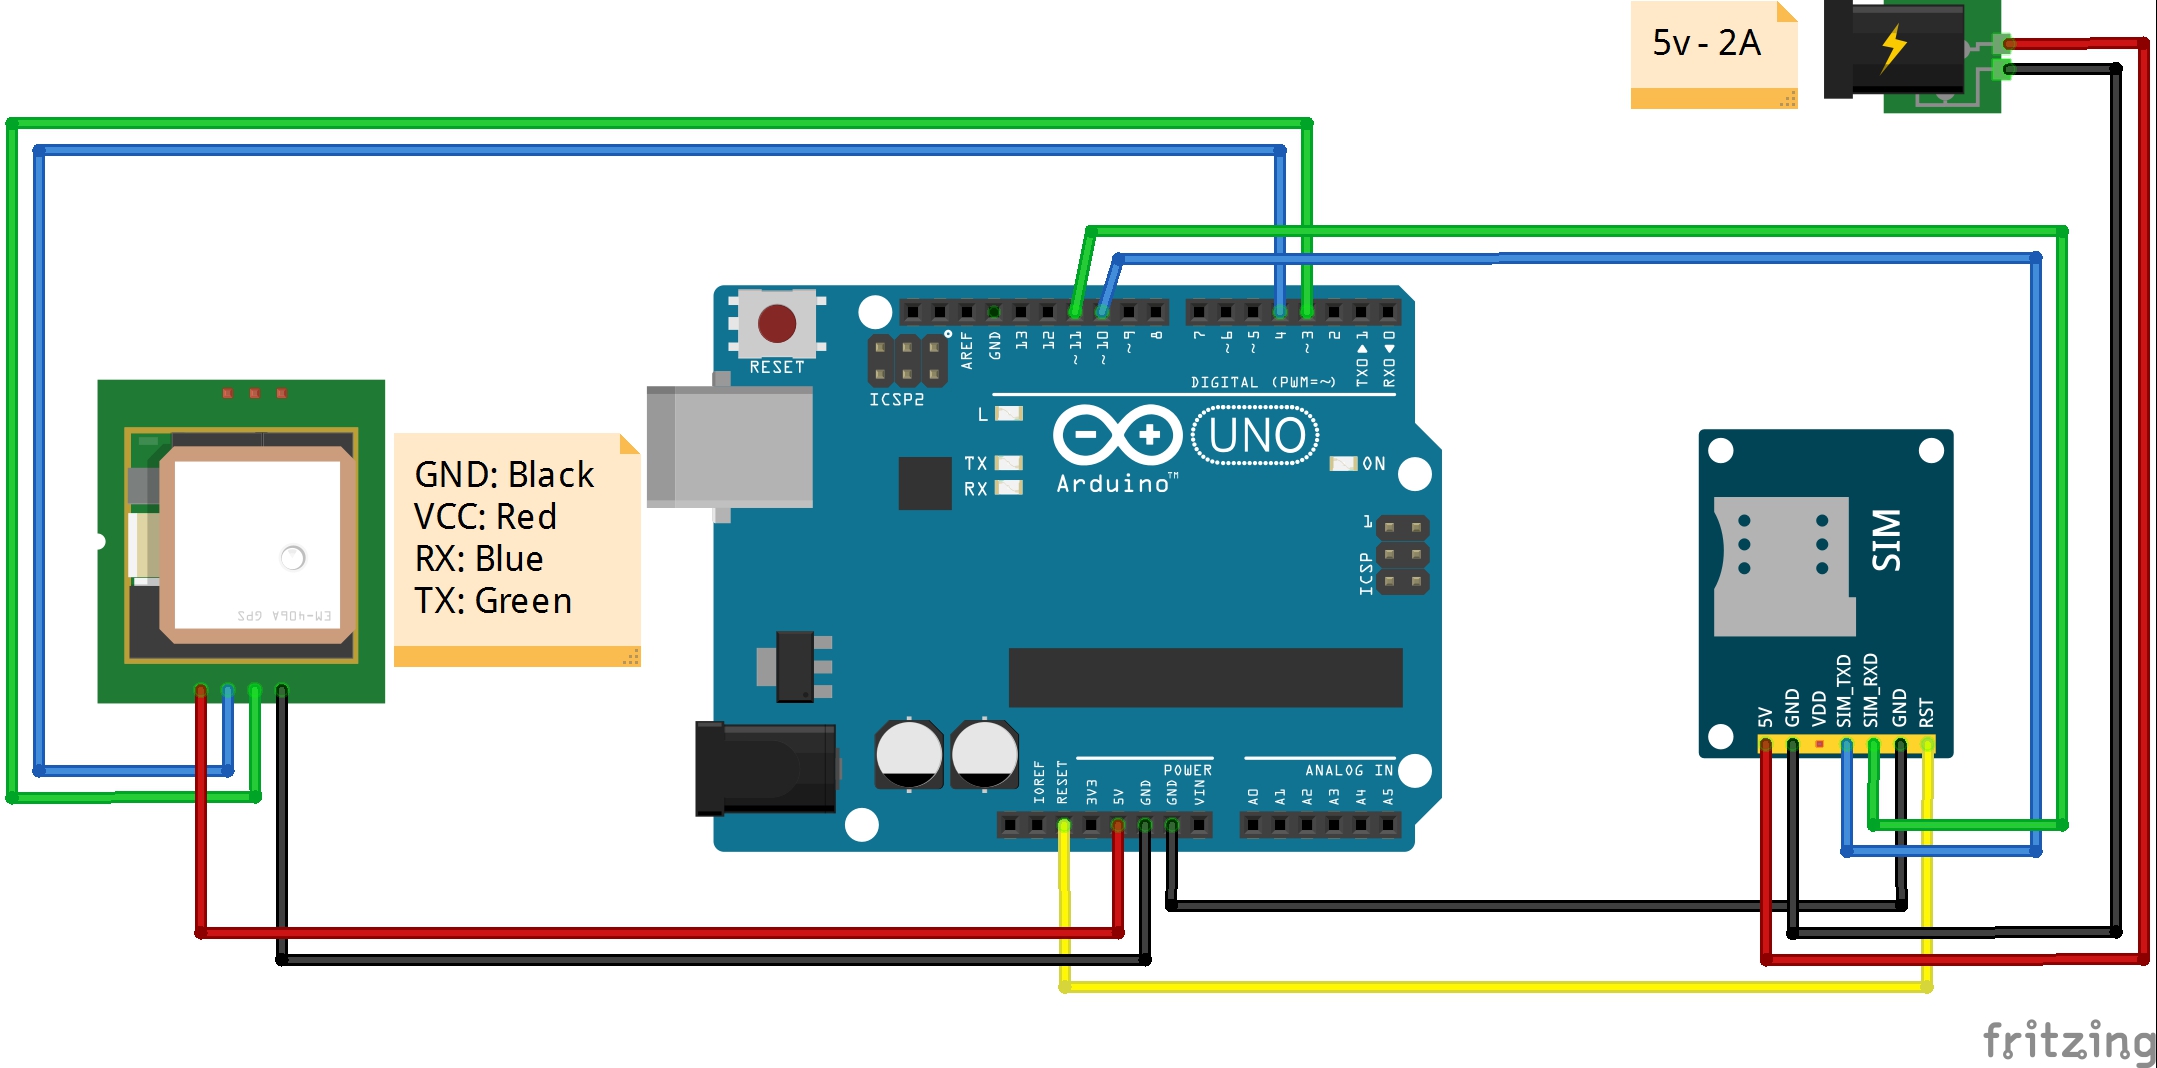 5v - 2A
RESET
ICSP2
AREF
GND
13
12
~11
~10
~9
8
7
~6
~5
4
~3
2
TX0▶1
RX0◀0
DIGITAL (PWM=~)
L
TX
RX
UNO
Arduino™
ON
1
ICSP
GND: Black
VCC: Red
RX: Blue
TX: Green
EM-406A GPS
SIM
5V
GND
VDD
SIM_TXD
SIM_RXD
GND
RST
POWER
ANALOG IN
IOREF
RESET
3V3
5V
GND
GND
VIN
A0
A1
A2
A3
A4
A5
fritzing